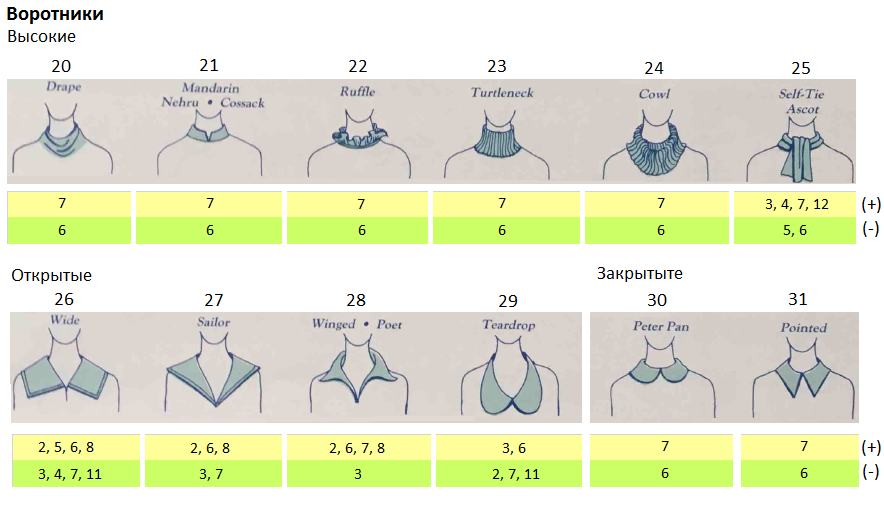 Воротники
Высокие
20 21 22 23 24 25
Drape Mandarin Ruffle Turtleneck Cowl Self-Tie
Nehru • Cossack Ascot
7 7 7 7 7 3, 4, 7, 12 (+)
6 6 6 6 6 5, 6 (-)
Открытые Закрытыте
26 27 28 29 30 31
Wide Sailor Winged • Poet Teardrop Peter Pan Pointed
2, 5, 6, 8 2, 6, 8 2, 6, 7, 8 3, 6 7 7 (+)
3, 4, 7, 11 3, 7 3 2, 7, 11 6 6 (-)